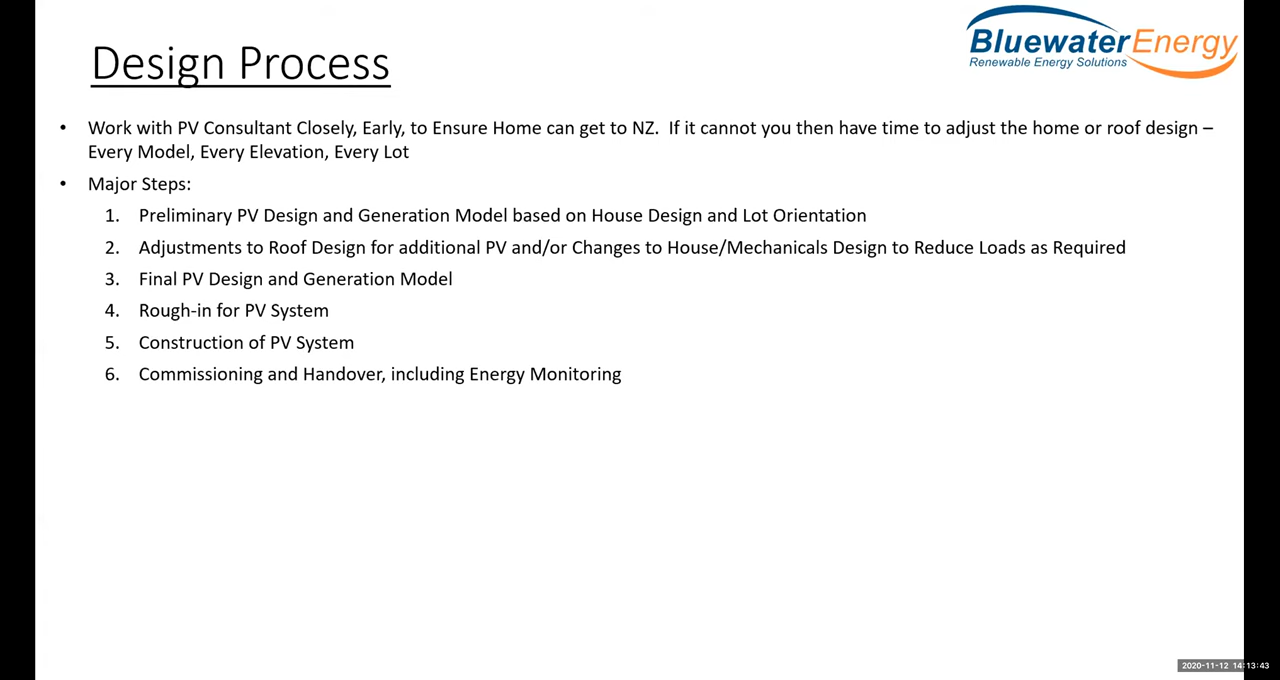 Design Process
BluewaterEnergy
Renewable Energy Solutions
• Work with PV Consultant Closely, Early, to Ensure Home can get to NZ.  If it cannot you then have time to adjust the home or roof design –
Every Model, Every Elevation, Every Lot
• Major Steps:
1. Preliminary PV Design and Generation Model based on House Design and Lot Orientation
2. Adjustments to Roof Design for additional PV and/or Changes to House/Mechanicals Design to Reduce Loads as Required
3. Final PV Design and Generation Model
4. Rough-in for PV System
5. Construction of PV System
6. Commissioning and Handover, including Energy Monitoring
2020-11-12 14:13:43